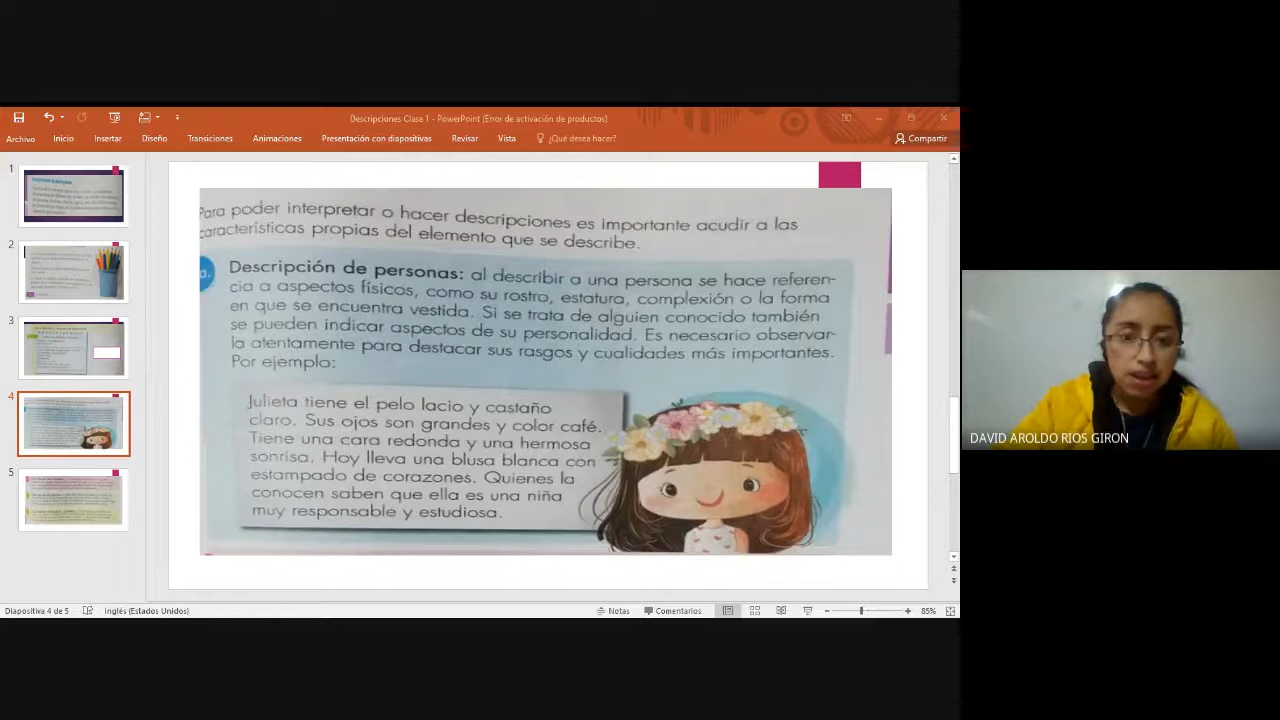 Descripciones Clase 1 - PowerPoint (Error de activación de productos)
Archivo
Inicio
Insertar
Diseño
Transiciones
Animaciones
Presentación con diapositivas
Revisar
Vista
¿Qué desea hacer?
Compartir
1
2
3
4
5
Para poder interpretar o hacer descripciones es importante acudir a las
características propias del elemento que se describe.
a.
Descripción de personas: al describir a una persona se hace referen-
cia a aspectos físicos, como su rostro, estatura, complexión o la forma
en que se encuentra vestida. Si se trata de alguien conocido también
se pueden indicar aspectos de su personalidad. Es necesario observar-
la atentamente para destacar sus rasgos y cualidades más importantes.
Por ejemplo:
Julieta tiene el pelo lacio y castaño
claro. Sus ojos son grandes y color café.
Tiene una cara redonda y una hermosa
sonrisa. Hoy lleva una blusa blanca con
estampado de corazones. Quienes la
conocen saben que ella es una niña
muy responsable y estudiosa.
DAVID AROLDO RIOS GIRON
Diapositiva 4 de 5
Inglés (Estados Unidos)
Notas
Comentarios
85%